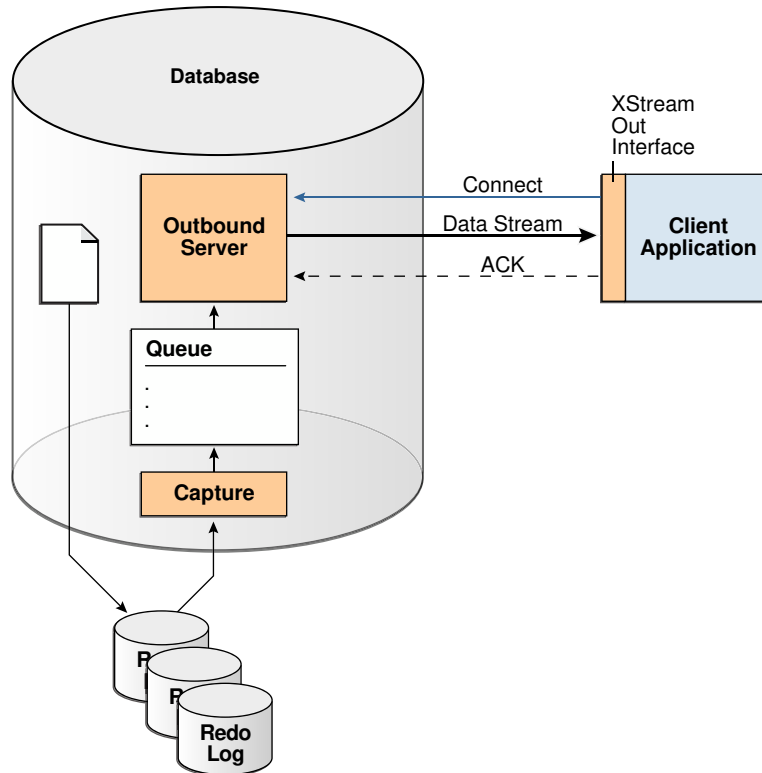 Database
XStream
Out
Interface
Connect
Outbound
Server
Data Stream
Client
Application
ACK
Queue
.
.
.
Capture
Redo
Log